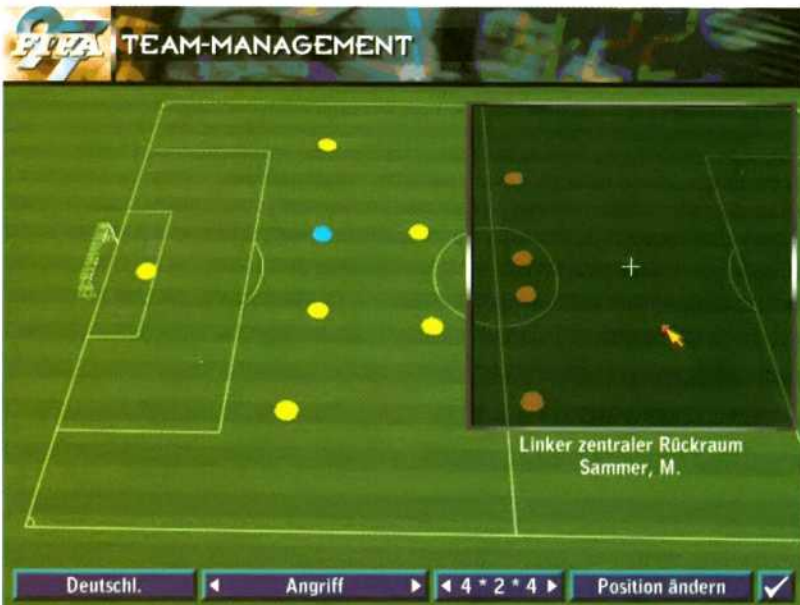 FIFA 97 TEAM-MANAGEMENT
Linker zentraler Rückraum
Sammer, M.
Deutschl. Angriff 4 * 2 * 4 Position ändern